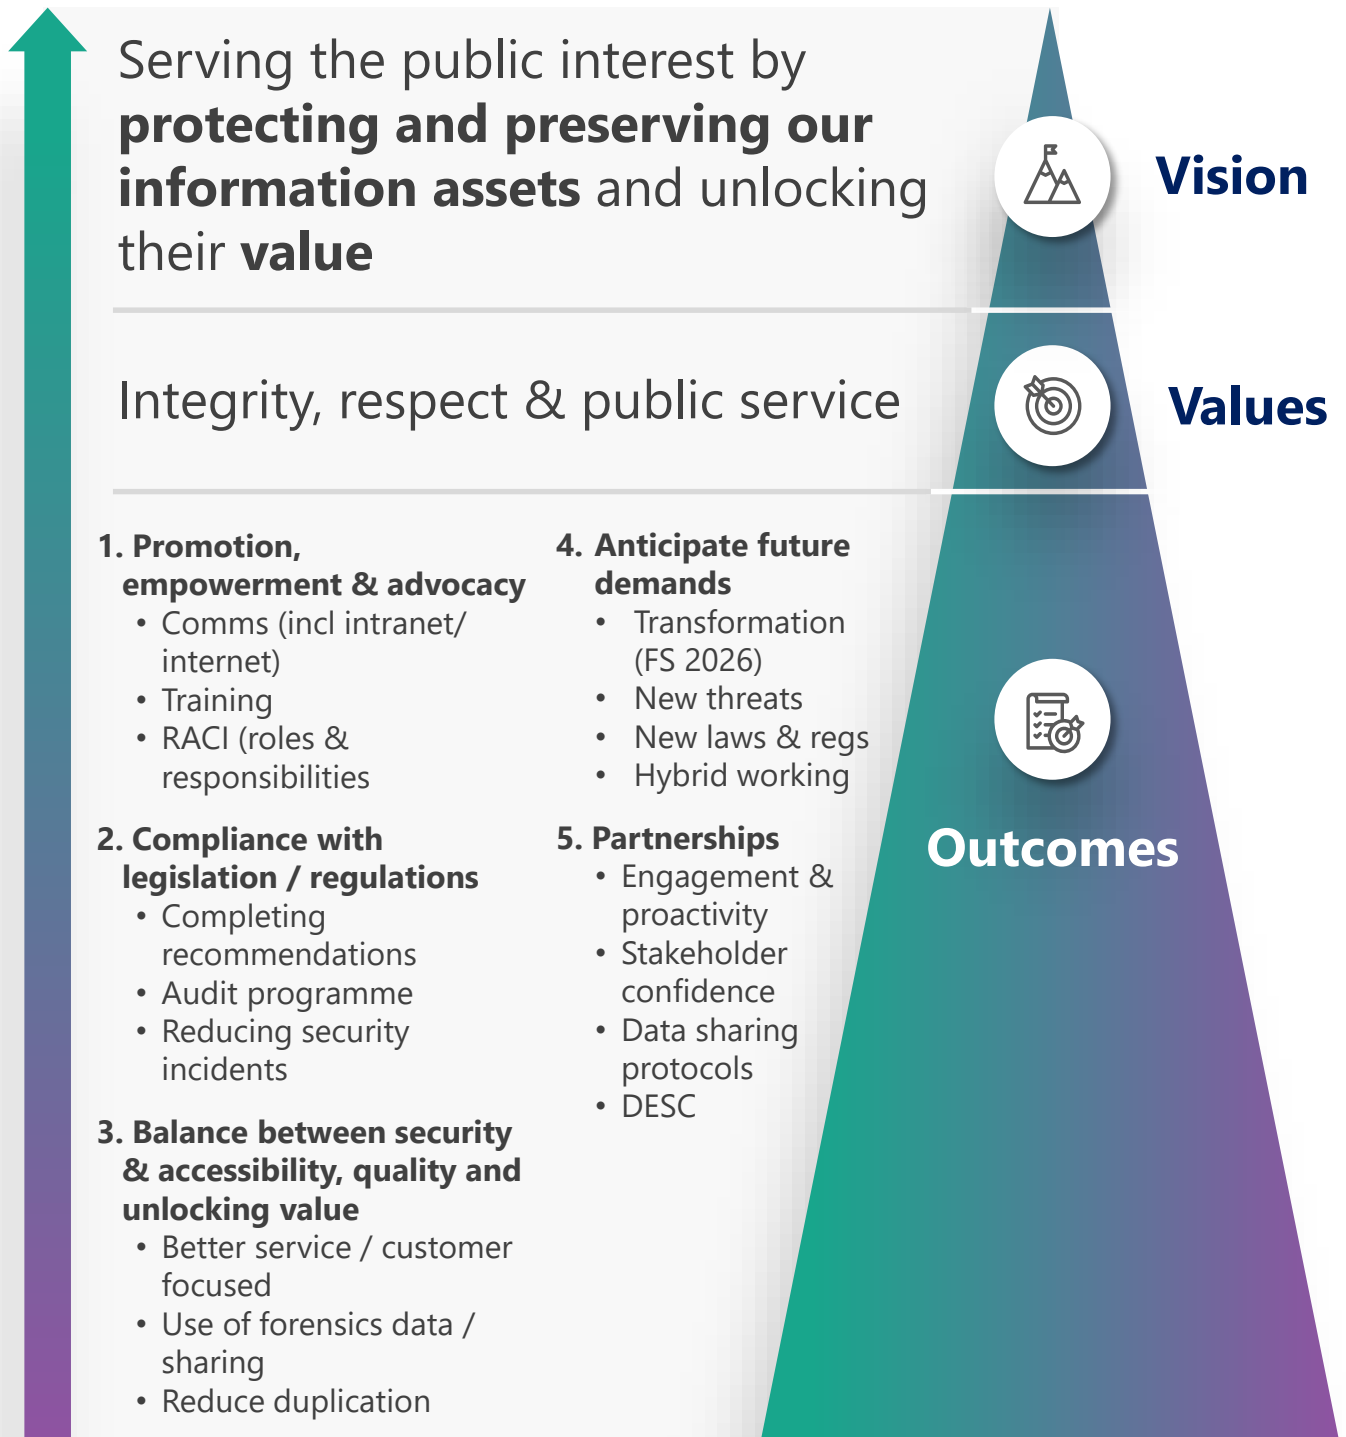 Serving the public interest by
protecting and preserving our
information assets and unlocking
their value
Vision
Integrity, respect & public service
Values
1. Promotion,
empowerment & advocacy
• Comms (incl intranet/
internet)
• Training
• RACI (roles &
responsibilities
2. Compliance with
legislation / regulations
• Completing
recommendations
• Audit programme
• Reducing security
incidents
3. Balance between security
& accessibility, quality and
unlocking value
• Better service / customer
focused
• Use of forensics data /
sharing
• Reduce duplication
4. Anticipate future
demands
• Transformation
(FS 2026)
• New threats
• New laws & regs
• Hybrid working
5. Partnerships
• Engagement &
proactivity
• Stakeholder
confidence
• Data sharing
protocols
• DESC
Outcomes